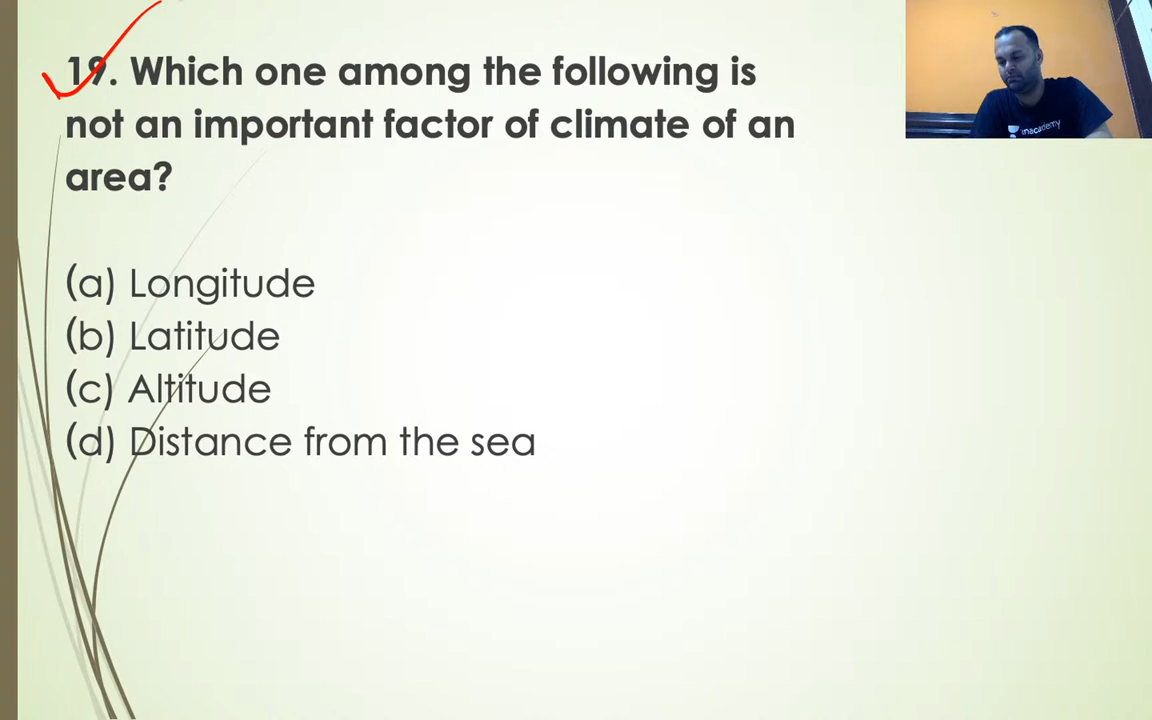 19. Which one among the following is
not an important factor of climate of an
area?
(a) Longitude
(b) Latitude
(c) Altitude
(d) Distance from the sea
unacademy